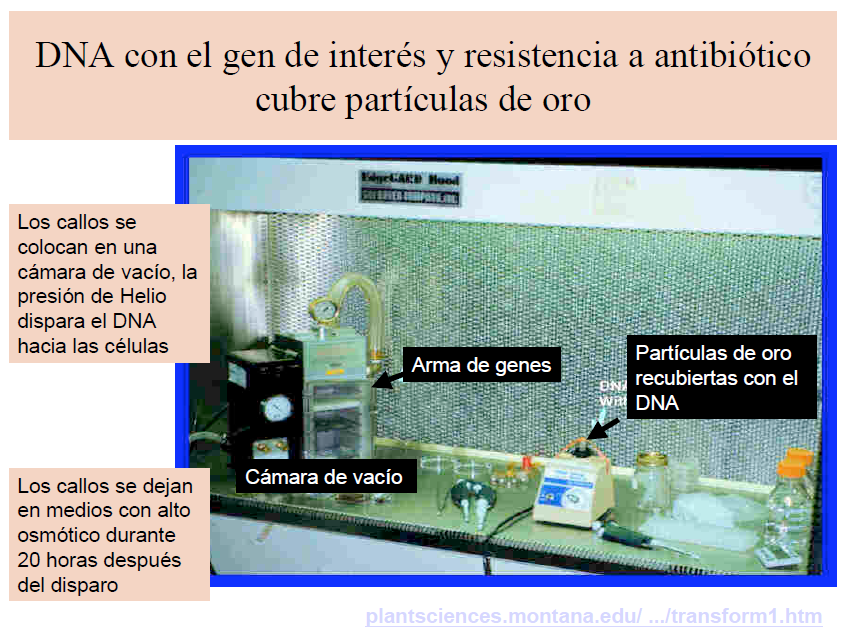 DNA con el gen de interés y resistencia a antibiótico
cubre partículas de oro
EdgeGARD Hood
Los callos se
colocan en una
cámara de vacío, la
presión de Helio
dispara el DNA
hacia las células
Arma de genes
Partículas de oro
recubiertas con el
DNA
DNA
Cámara de vacío
Los callos se dejan
en medios con alto
osmótico durante
20 horas después
del disparo
plantsciences.montana.edu/ .../transform1.htm